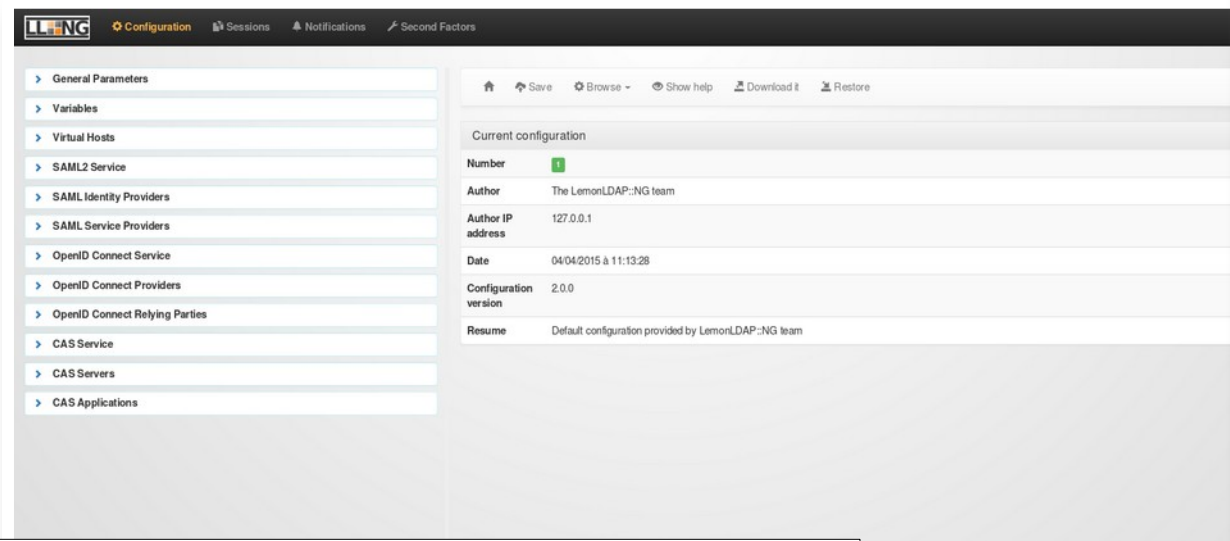 LL::NG Configuration Sessions Notifications Second Factors
General Parameters
Variables
Virtual Hosts
SAML2 Service
SAML Identity Providers
SAML Service Providers
OpenID Connect Service
OpenID Connect Providers
OpenID Connect Relying Parties
CAS Service
CAS Servers
CAS Applications
Save Browse Show help Download it Restore
Current configuration
Number 1
Author The LemonLDAP::NG team
Author IP address 127.0.0.1
Date 04/04/2015 à 11:13:28
Configuration version 2.0.0
Resume Default configuration provided by LemonLDAP::NG team